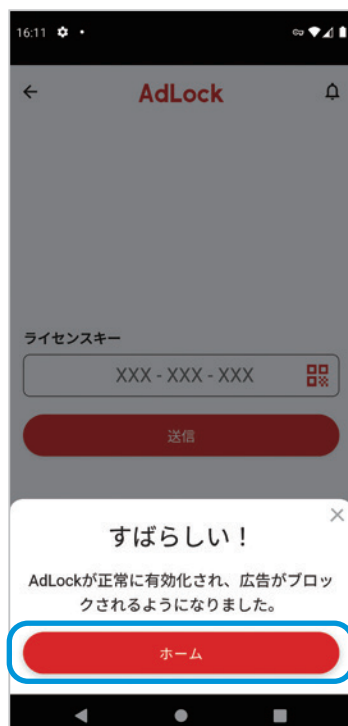 16:11
AdLock
ライセンスキー
XXX - XXX - XXX
送信
すばらしい！
AdLockが正常に有効化され、広告がブロッ
クされるようになりました。
ホーム